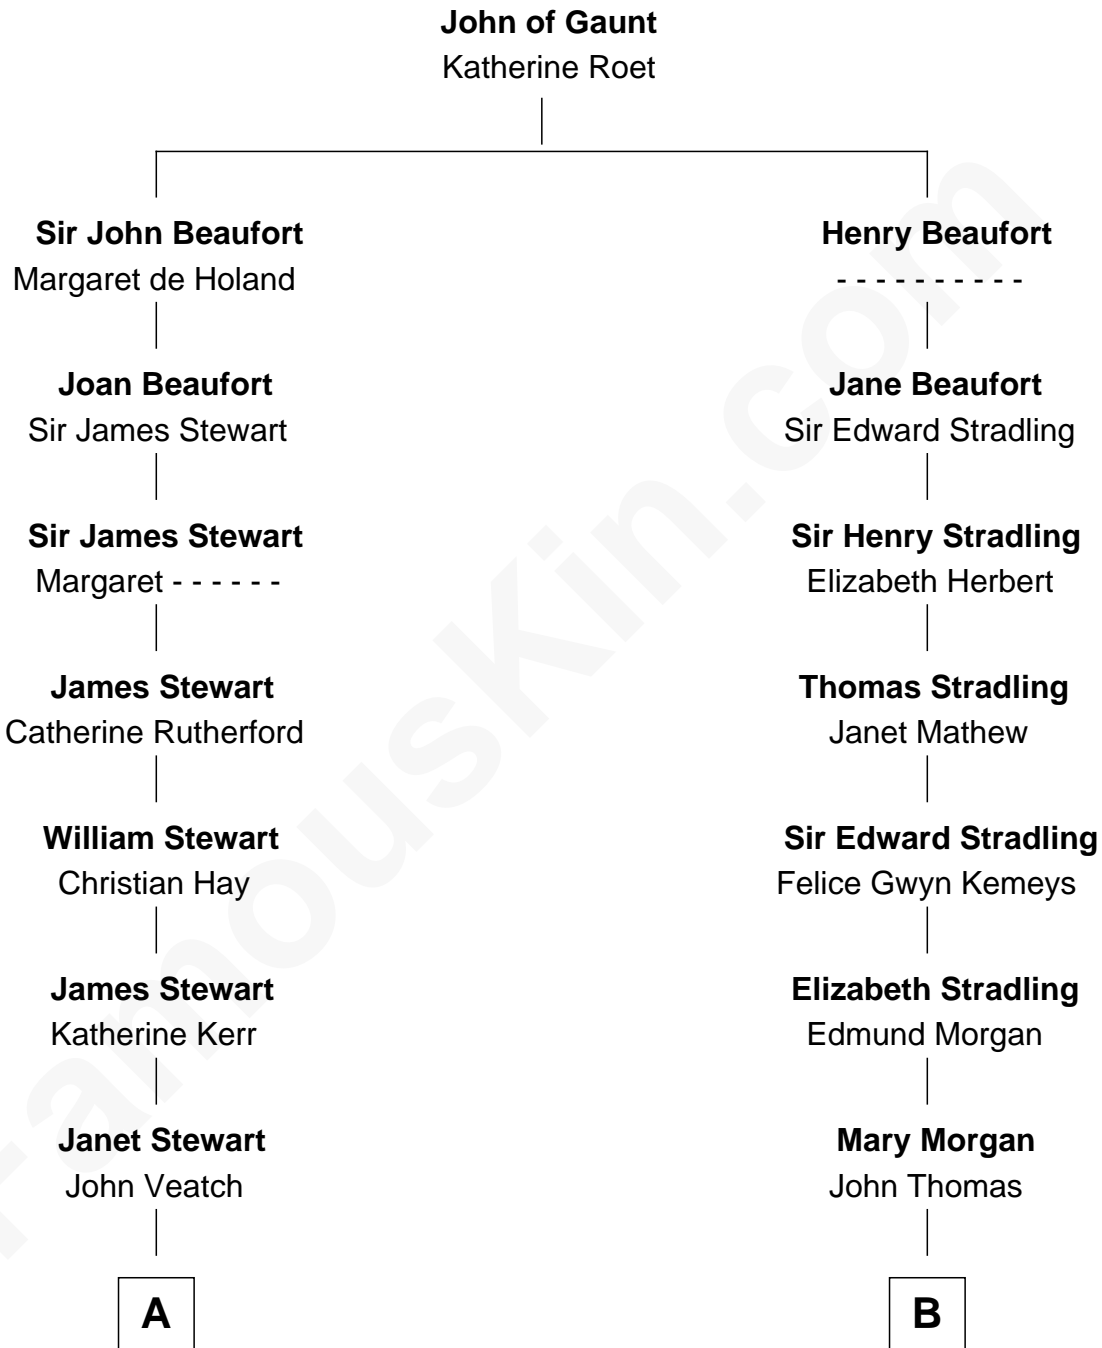 John of Gaunt
Katherine Roet
Sir John Beaufort
Margaret de Holand
Joan Beaufort
Sir James Stewart
Sir James Stewart
Margaret - - - - - -
James Stewart
Catherine Rutherford
William Stewart
Christian Hay
James Stewart
Katherine Kerr
Janet Stewart
John Veatch
A
Henry Beaufort
- - - - - - - - - -
Jane Beaufort
Sir Edward Stradling
Sir Henry Stradling
Elizabeth Herbert
Thomas Stradling
Janet Mathew
Sir Edward Stradling
Felice Gwyn Kemeys
Elizabeth Stradling
Edmund Morgan
Mary Morgan
John Thomas
B
FamousKin.com